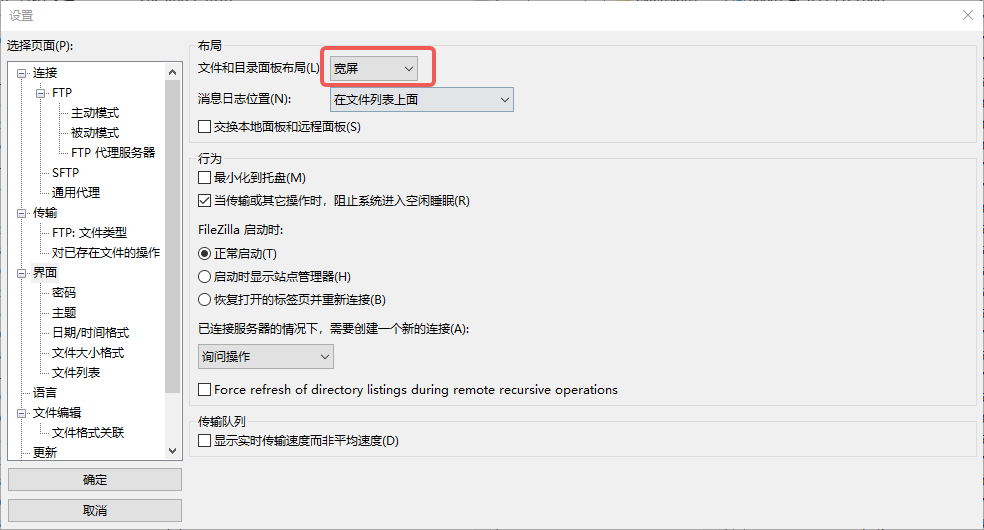 设置
选择页面(P):
连接
FTP
主动模式
被动模式
FTP 代理服务器
SFTP
通用代理
传输
FTP: 文件类型
对已存在文件的操作
界面
密码
主题
日期/时间格式
文件大小格式
文件列表
语言
文件编辑
文件格式关联
更新
确定
取消
布局
文件和目录面板布局(L)
宽屏
消息日志位置(N):
在文件列表上面
交换本地面板和远程面板(S)
行为
最小化到托盘(M)
当传输或其它操作时，阻止系统进入空闲睡眠(R)
FileZilla 启动时:
正常启动(T)
启动时显示站点管理器(H)
恢复打开的标签页并重新连接(B)
已连接服务器的情况下，需要创建一个新的连接(A):
询问操作
Force refresh of directory listings during remote recursive operations
传输队列
显示实时传输速度而非平均速度(D)